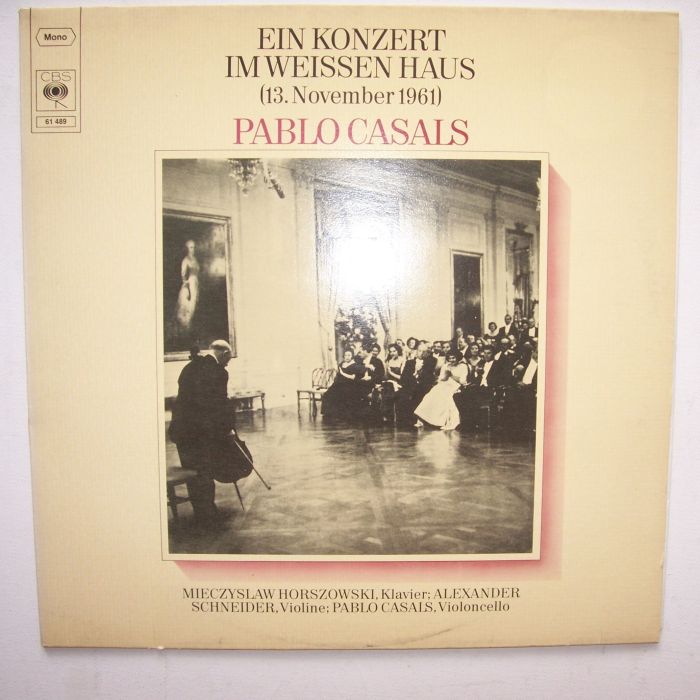 Mono
CBS
61 489
EIN KONZERT
IM WEISSEN HAUS
(13. November 1961)
PABLO CASALS
MIECZYSLAW HORSZOWSKI, Klavier; ALEXANDER
SCHNEIDER, Violine; PABLO CASALS, Violoncello